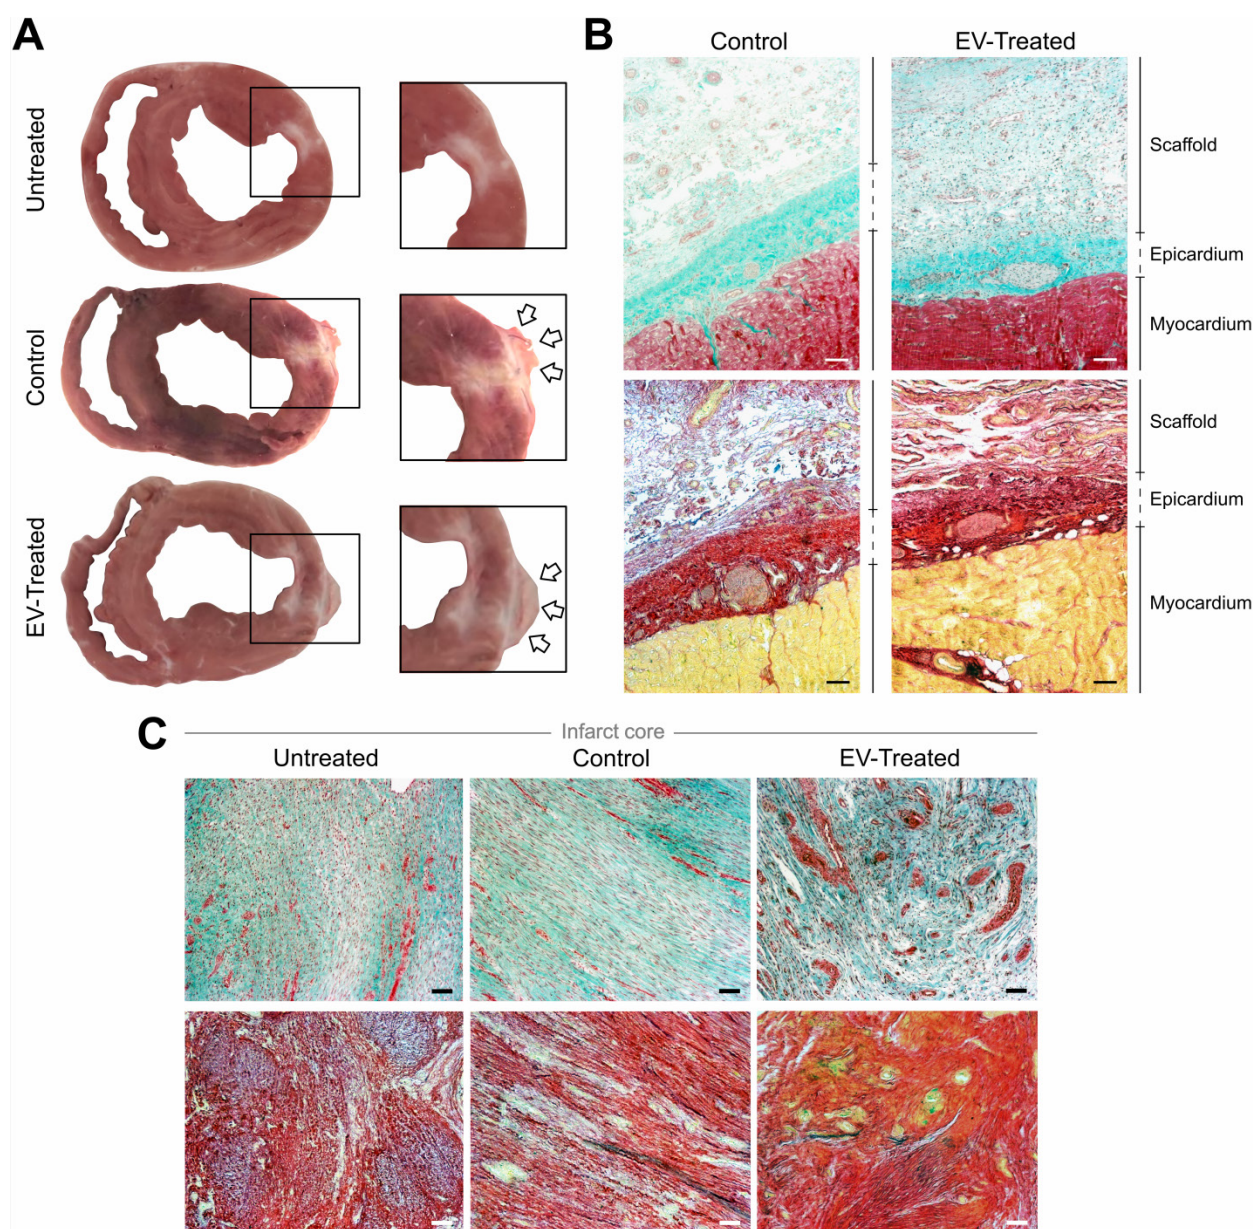 A
Untreated
Control
EV-Treated
B
Control
EV-Treated
Scaffold
Epicardium
Myocardium
Scaffold
Epicardium
Myocardium
C
Infarct core
Untreated
Control
EV-Treated